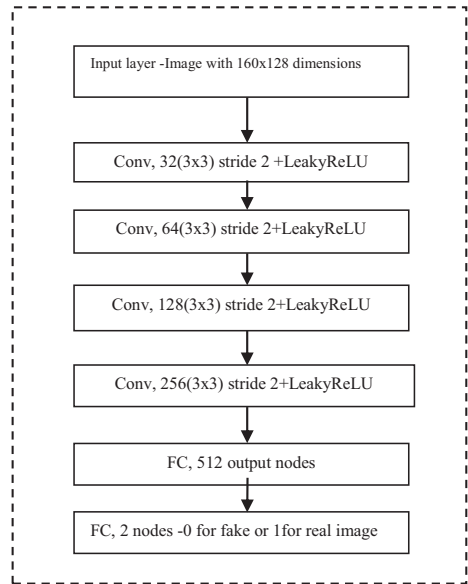 Input layer -Image with 160x128 dimensions
Conv, 32(3x3) stride 2 +LeakyReLU
Conv, 64(3x3) stride 2+LeakyReLU
Conv, 128(3x3) stride 2+LeakyReLU
Conv, 256(3x3) stride 2+LeakyReLU
FC, 512 output nodes
FC, 2 nodes -0 for fake or 1for real image